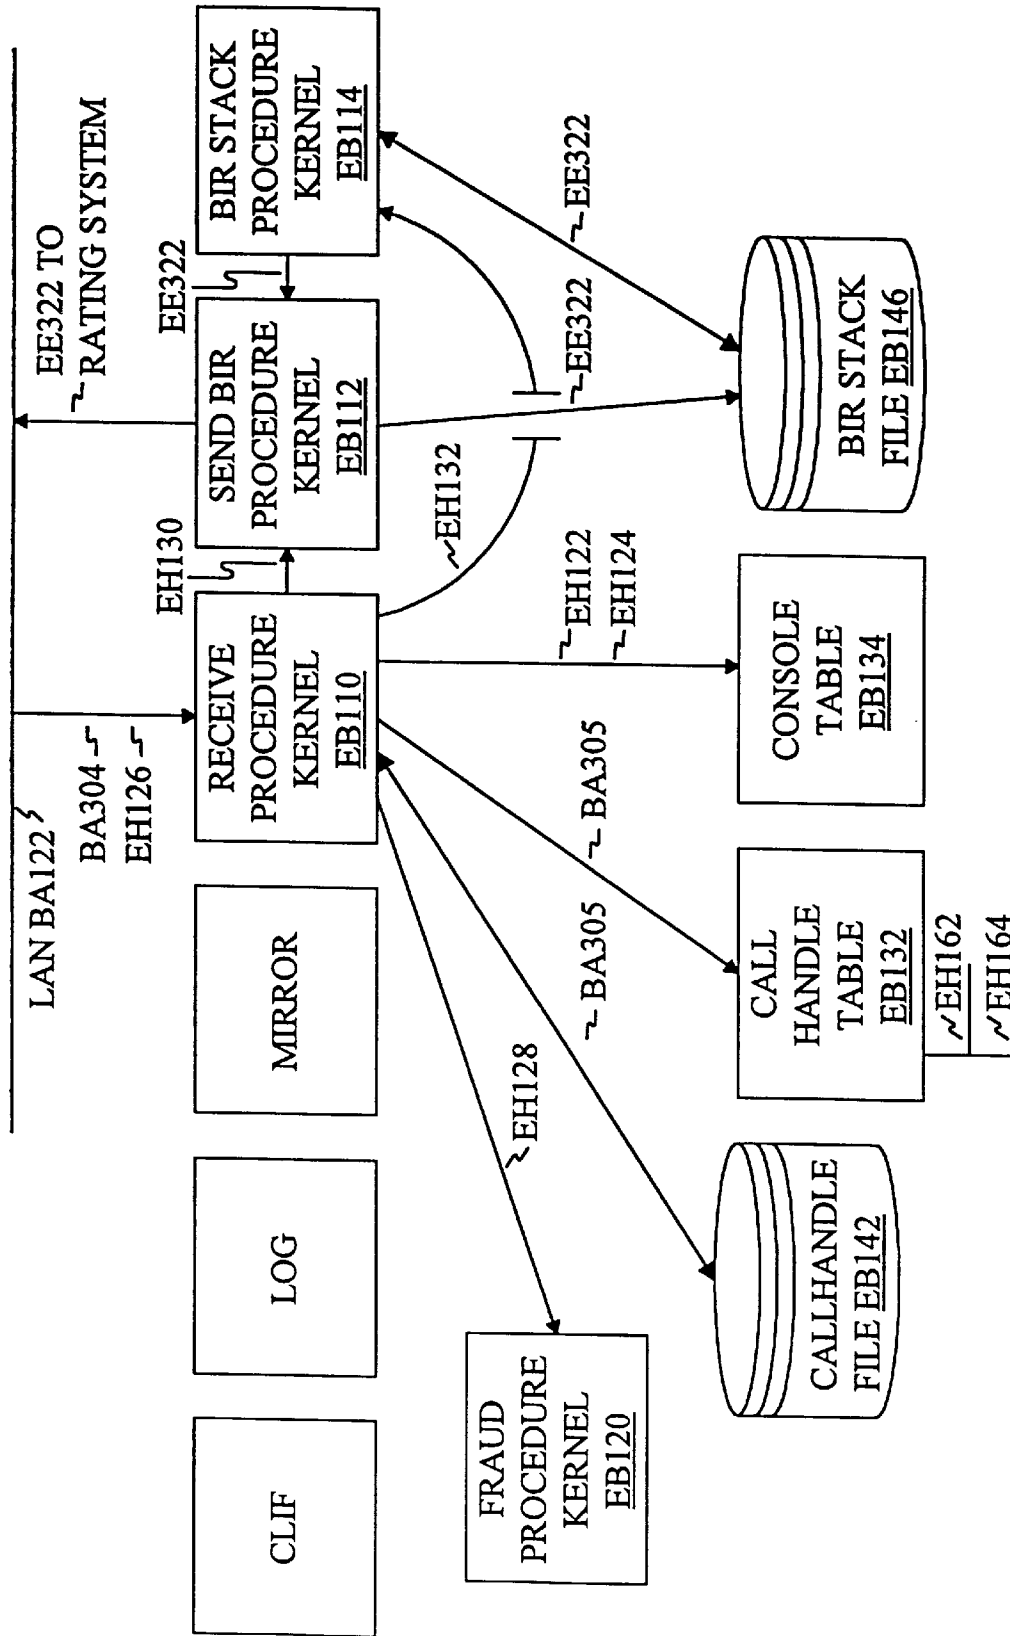 LAN BA122
EE322 TO
RATING SYSTEM
BA304
EH126
CLIF
LOG
MIRROR
RECEIVE
PROCEDURE
KERNEL
EB110
EH130
SEND BIR
PROCEDURE
KERNEL
EB112
EE322
BIR STACK
PROCEDURE
KERNEL
EB114
EH132
FRAUD
PROCEDURE
KERNEL
EB120
EH128
BA305
BA305
EH122
EH124
EE322
EE322
CALLHANDLE
FILE EB142
CALL
HANDLE
TABLE
EB132
CONSOLE
TABLE
EB134
BIR STACK
FILE EB146
EH162
EH164